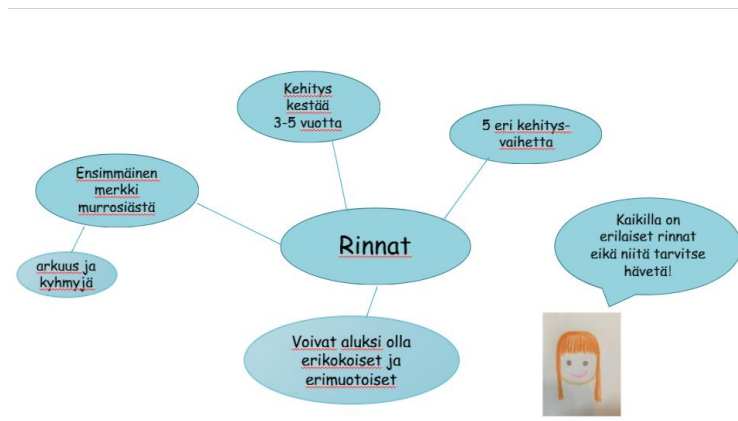 Kehitys
kestää
3-5 vuotta
5 eri kehitys-
vaihetta
Ensimmäinen
merkki
murrosiästä
Kaikilla on
erilaiset rinnat
eikä niitä tarvitse
hävetä!
Rinnat
arkuus ja
kyhmyjä
Voivat aluksi olla
erikokoiset ja
erimuotoiset